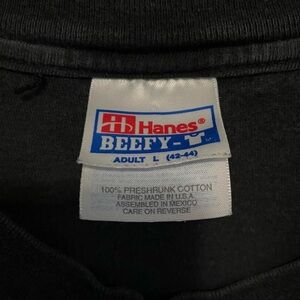 Hanes®
BEEFY-T
ADULT L (42-44)
100% PRESHRUNK COTTON
FABRIC MADE IN U.S.A.
ASSEMBLED IN MEXICO
CARE ON REVERSE